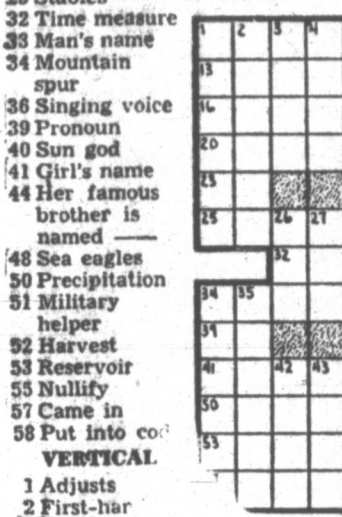 32 Time measure
33 Man's name
34 Mountain
spur
36 Singing voice
39 Pronoun
40 Sun god
41 Girl's name
44 Her famous
brother is
named ——
48 Sea eagles
50 Precipitation
51 Military
helper
52 Harvest
53 Reservoir
55 Nullify
57 Came in
58 Put into
VERTICAL
1 Adjusts
2
1 2 3 4
13
16
20
23
25 26 27
32
34 35
39
41 42 43
50
53